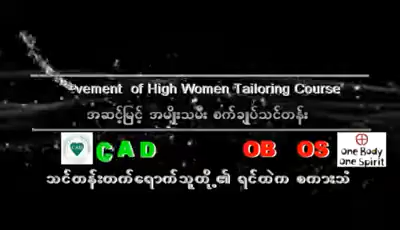 vement of High Women Tailoring Course
အဆင့်မြင့် အမျိုးသမီး စက်ချုပ်သင်တန်း
CAD OB OS One Body One Spirit
သင်တန်းတက်ရောက်သူတို့၏ ရင်ထဲက စကားသံ